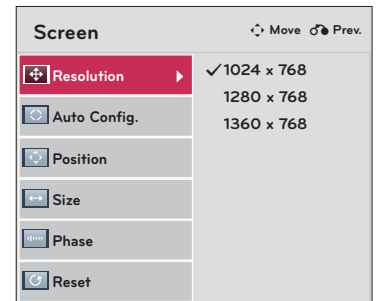 Screen
Move Prev.
Resolution
1024 x 768
1280 x 768
1360 x 768
Auto Config.
Position
Size
Phase
Reset